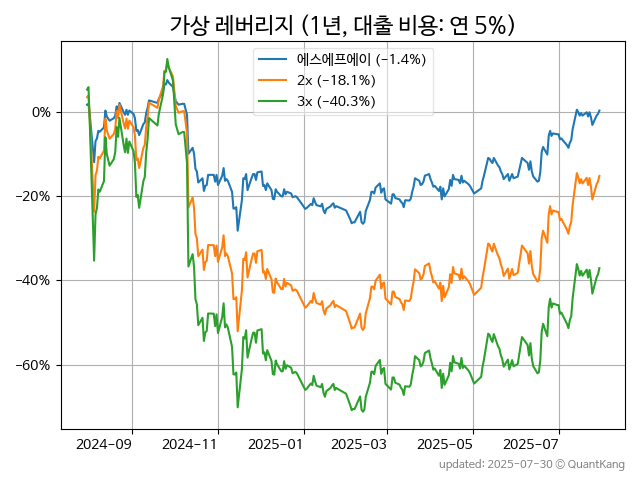 가상 레버리지 (1년, 대출 비용: 연 5%)
에스에프에이 (−1.4%)
2x (−18.1%)
3x (−40.3%)
0%
−20%
−40%
−60%
2024-09
2024-11
2025-01
2025-03
2025-05
2025-07
updated: 2025-07-30 © QuantKang